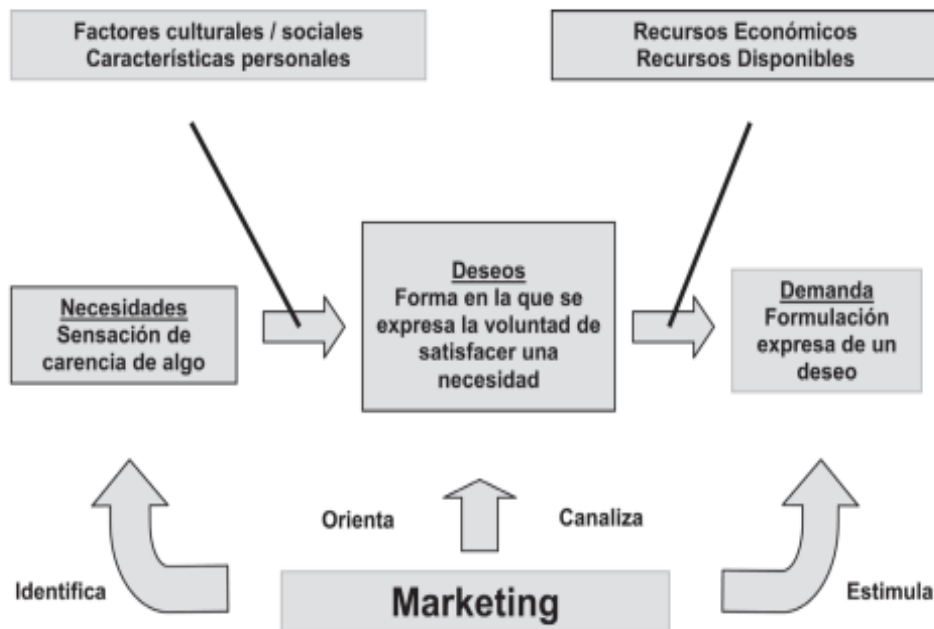 Factores culturales / sociales
Características personales
Recursos Económicos
Recursos Disponibles
Necesidades
Sensación de
carencia de algo
Deseos
Forma en la que se
expresa la voluntad de
satisfacer una
necesidad
Demanda
Formulación
expresa de un
deseo
Orienta
Canaliza
Identifica
Marketing
Estimula